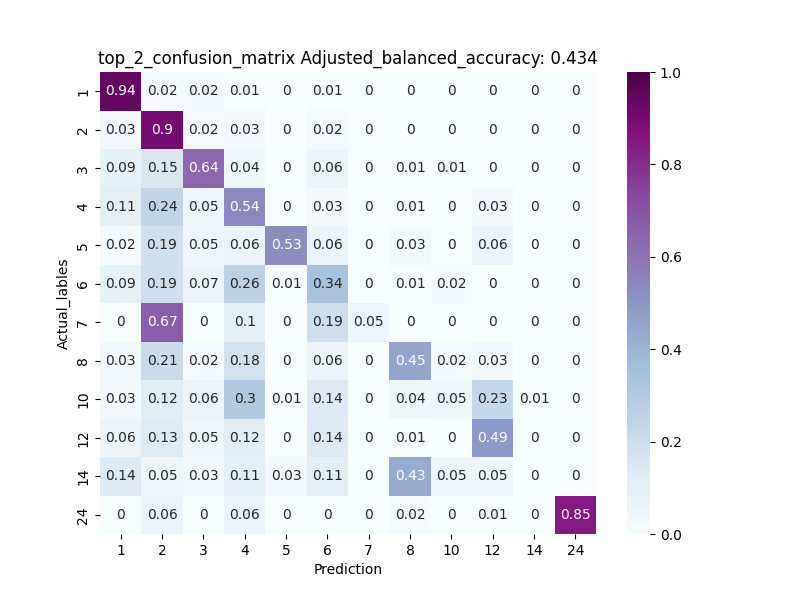 top_2_confusion_matrix Adjusted_balanced_accuracy: 0.434
1 0.94 0.02 0.02 0.01 0 0.01 0 0 0 0 0 0
2 0.03 0.9 0.02 0.03 0 0.02 0 0 0 0 0 0
3 0.09 0.15 0.64 0.04 0 0.06 0 0.01 0.01 0 0 0
4 0.11 0.24 0.05 0.54 0 0.03 0 0.01 0 0.03 0 0
5 0.02 0.19 0.05 0.06 0.53 0.06 0 0.03 0 0.06 0 0
6 0.09 0.19 0.07 0.26 0.01 0.34 0 0.01 0.02 0 0 0
7 0 0.67 0 0.1 0 0.19 0.05 0 0 0 0 0
8 0.03 0.21 0.02 0.18 0 0.06 0 0.45 0.02 0.03 0 0
10 0.03 0.12 0.06 0.3 0.01 0.14 0 0.04 0.05 0.23 0.01 0
12 0.06 0.13 0.05 0.12 0 0.14 0 0.01 0 0.49 0 0
14 0.14 0.05 0.03 0.11 0.03 0.11 0 0.43 0.05 0.05 0 0
24 0 0.06 0 0.06 0 0 0 0.02 0 0.01 0 0.85
1 2 3 4 5 6 7 8 10 12 14 24
Prediction
Actual_lables
1.0
0.8
0.6
0.4
0.2
0.0